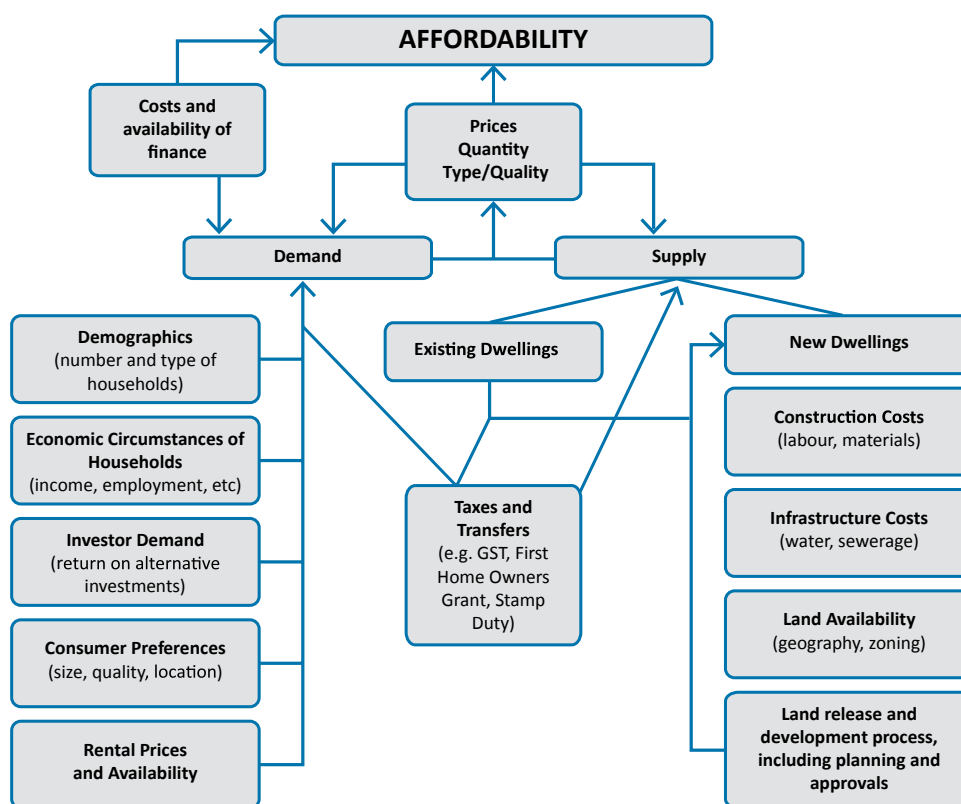 AFFORDABILITY
Costs and
availability of
finance
Prices
Quantity
Type/Quality
Demand
Supply
Demographics
(number and type of
households)
Economic Circumstances of
Households
(income, employment, etc)
Investor Demand
(return on alternative
investments)
Consumer Preferences
(size, quality, location)
Rental Prices
and Availability
Existing Dwellings
Taxes and
Transfers
(e.g. GST, First
Home Owners
Grant, Stamp
Duty)
New Dwellings
Construction Costs
(labour, materials)
Infrastructure Costs
(water, sewerage)
Land Availability
(geography, zoning)
Land release and
development process,
including planning and
approvals